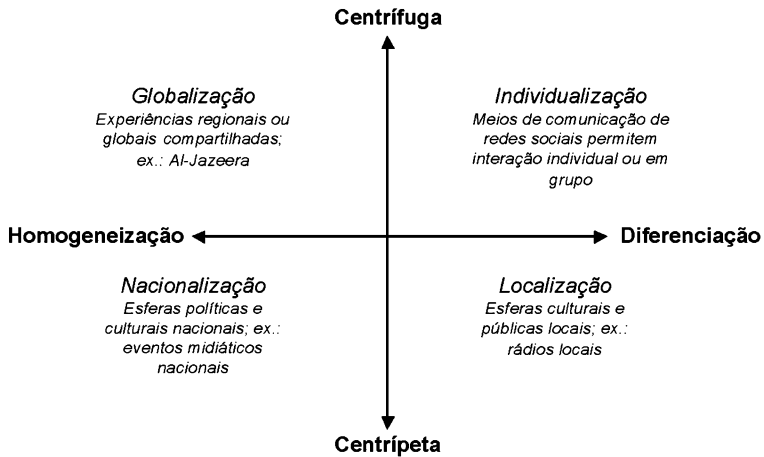 Centrífuga
Globalização
Experiências regionais ou
globais compartilhadas;
ex.: Al-Jazeera
Individualização
Meios de comunicação de
redes sociais permitem
interação individual ou em
grupo
Homogeneização
Diferenciação
Nacionalização
Esferas políticas e
culturais nacionais; ex.:
eventos midiáticos
nacionais
Localização
Esferas culturais e
públicas locais; ex.:
rádios locais
Centrípeta